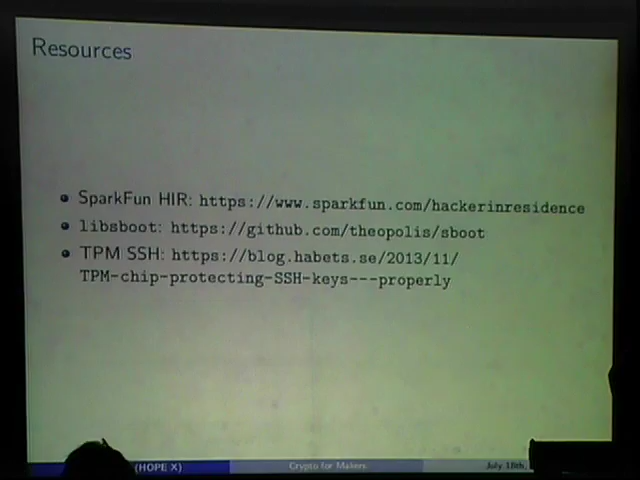 Resources
SparkFun HIR: https://www.sparkfun.com/hackerinresidence
libsboot: https://github.com/theopolis/sboot
TPM SSH: https://blog.habets.se/2013/11/
TPM-chip-protecting-SSH-keys---properly
(HOPE X) Crypto for Makers July 18th,